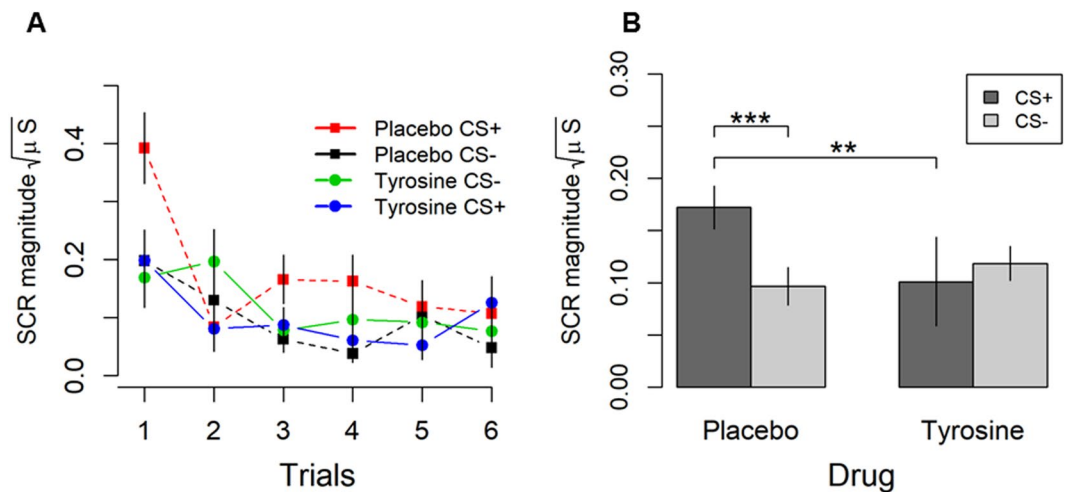 A
SCR magnitude √μ S
0.0
0.2
0.4
Placebo CS+
Placebo CS-
Tyrosine CS-
Tyrosine CS+
1 2 3 4 5 6
Trials
B
SCR magnitude √μ S
0.00
0.10
0.20
0.30
CS+
CS-
***
**
Placebo Tyrosine
Drug